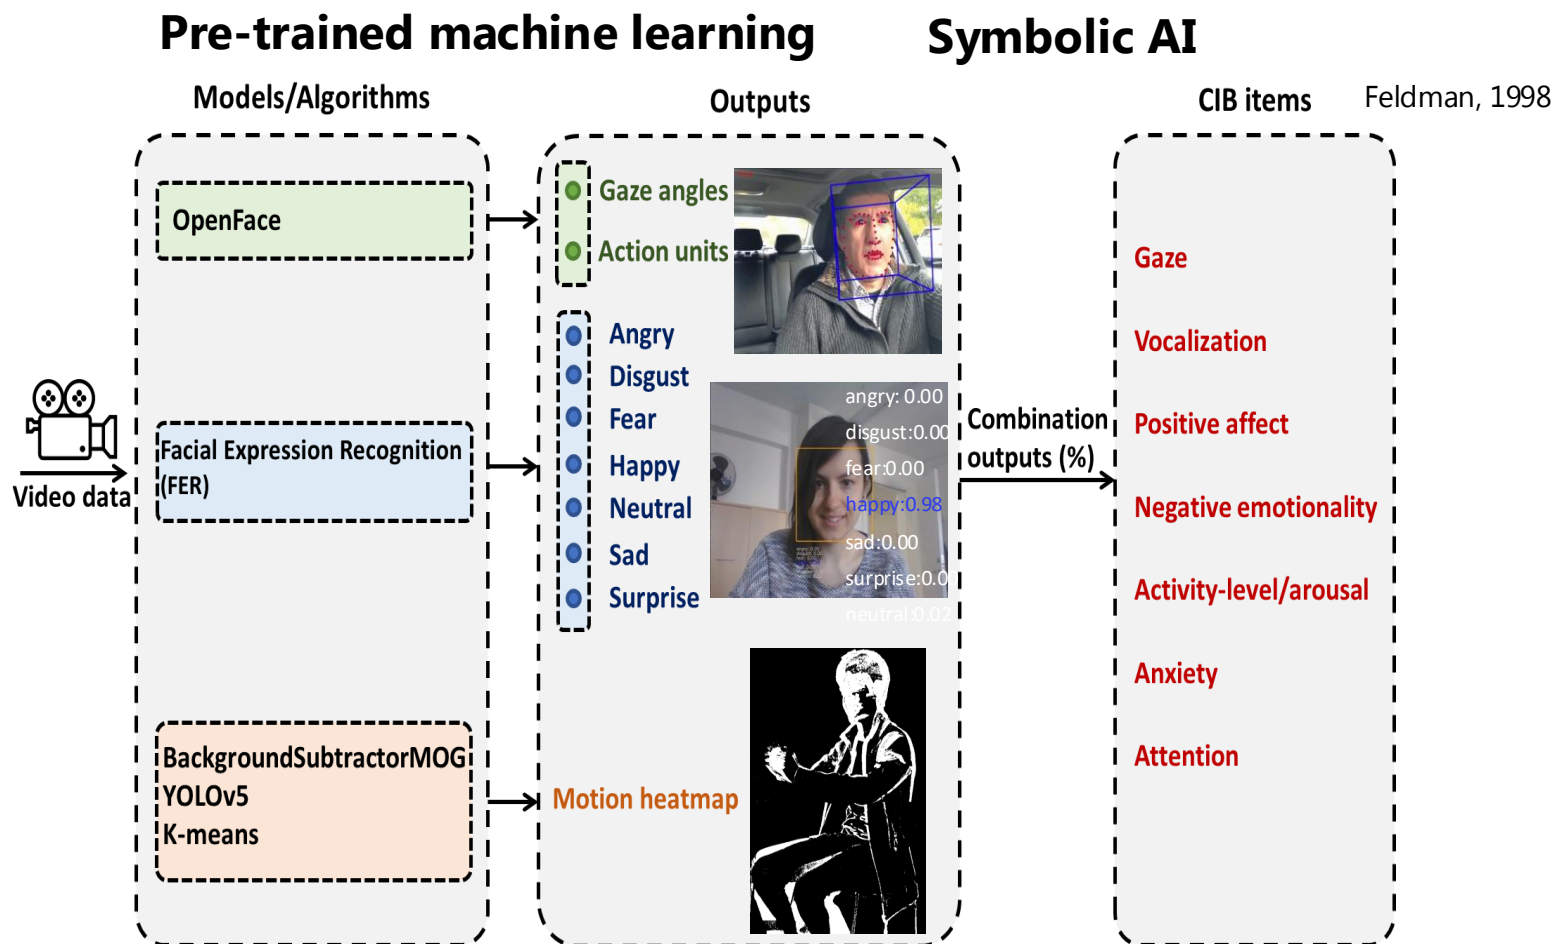 Pre-trained machine learning
Symbolic AI
Models/Algorithms
Outputs
CIB items
Feldman, 1998
Video data
OpenFace
Facial Expression Recognition
(FER)
BackgroundSubtractorMOG
YOLOv5
K-means
Gaze angles
Action units
Angry
Disgust
Fear
Happy
Neutral
Sad
Surprise
angry: 0.00
disgust:0.00
fear:0.00
happy:0.98
sad:0.00
surprise:0.0
neutral:0.02
Motion heatmap
Combination
outputs (%)
Gaze
Vocalization
Positive affect
Negative emotionality
Activity-level/arousal
Anxiety
Attention